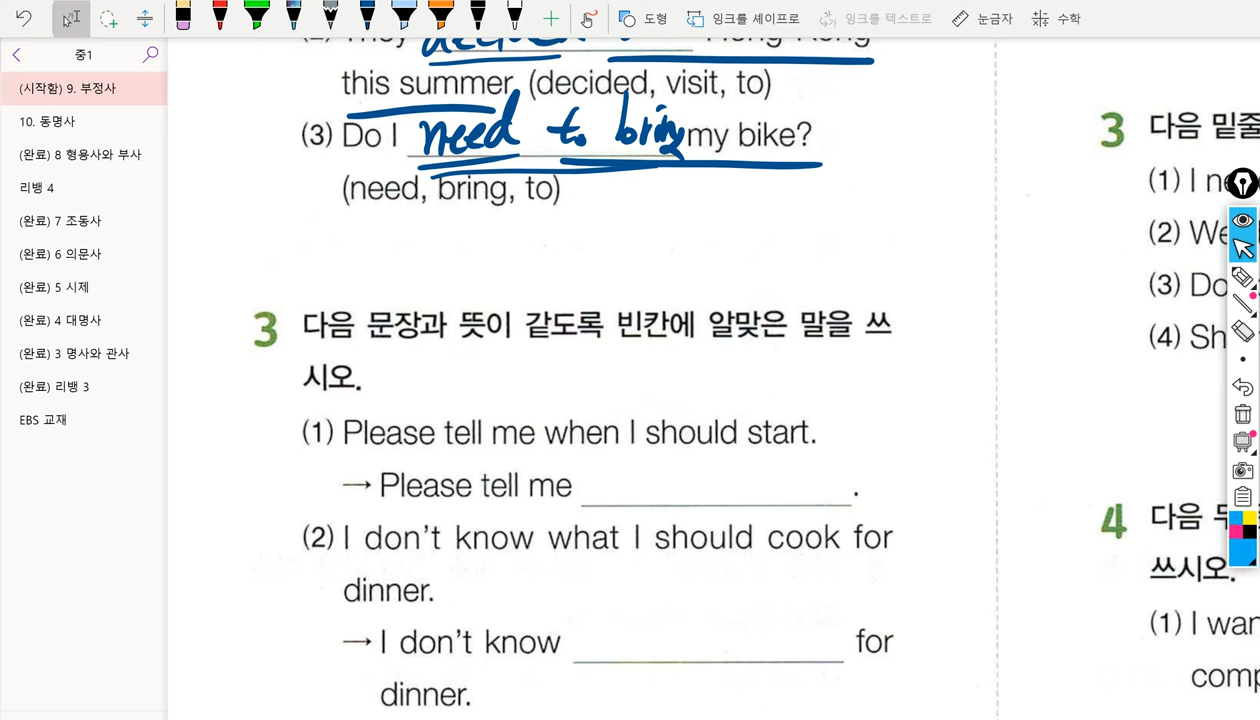 도형
잉크를 셰이프로
잉크를 텍스트로
눈금자
수학
중1
(시작함) 9. 부정사
10. 동명사
(완료) 8 형용사와 부사
리뱅 4
(완료) 7 조동사
(완료) 6 의문사
(완료) 5 시제
(완료) 4 대명사
(완료) 3 명사와 관사
(완료) 리뱅 3
EBS 교재
this summer. (decided, visit, to)
(3) Do I need to bring my bike?
(need, bring, to)
3 다음 문장과 뜻이 같도록 빈칸에 알맞은 말을 쓰
시오.
(1) Please tell me when I should start.
→ Please tell me .
(2) I don't know what I should cook for
dinner.
→ I don't know for
dinner.
3 다음 밑줄
(1) I
(2) We
(3) Do
(4) Sh
4 다음
쓰시오.
(1) I wan
comp